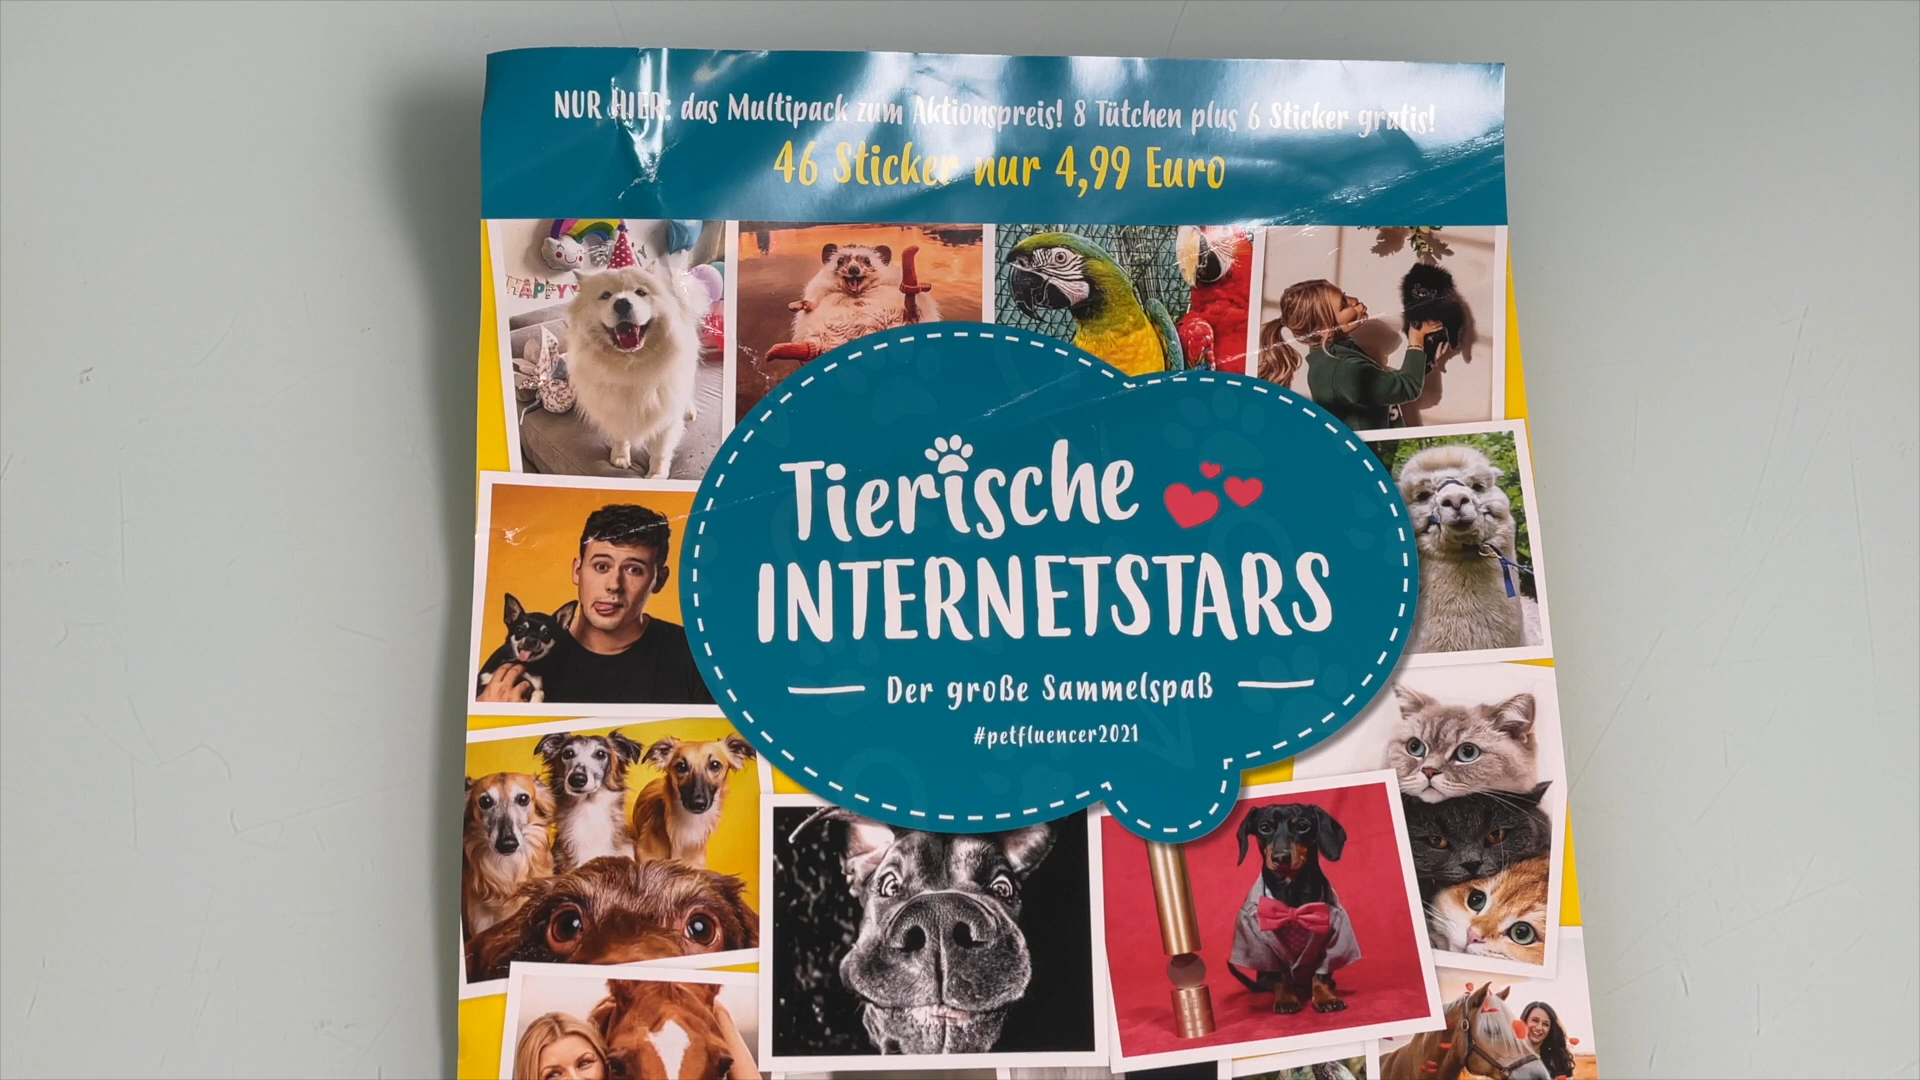 NUR HIER: das Multipack zum Aktionspreis! 8 Tütchen plus 6 Sticker gratis!
46 Sticker nur 4,99 Euro
HAPPY
Tierische
INTERNETSTARS
Der große Sammelspaß
#petfluencer2021